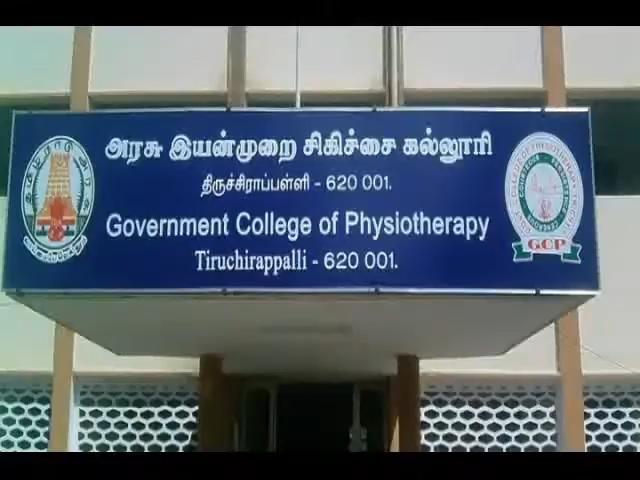 அரசு இயன்முறை சிகிச்சை கல்லூரி
திருச்சிராப்பள்ளி - 620 001.
Government College of Physiotherapy
Tiruchirappalli - 620 001.
GCP